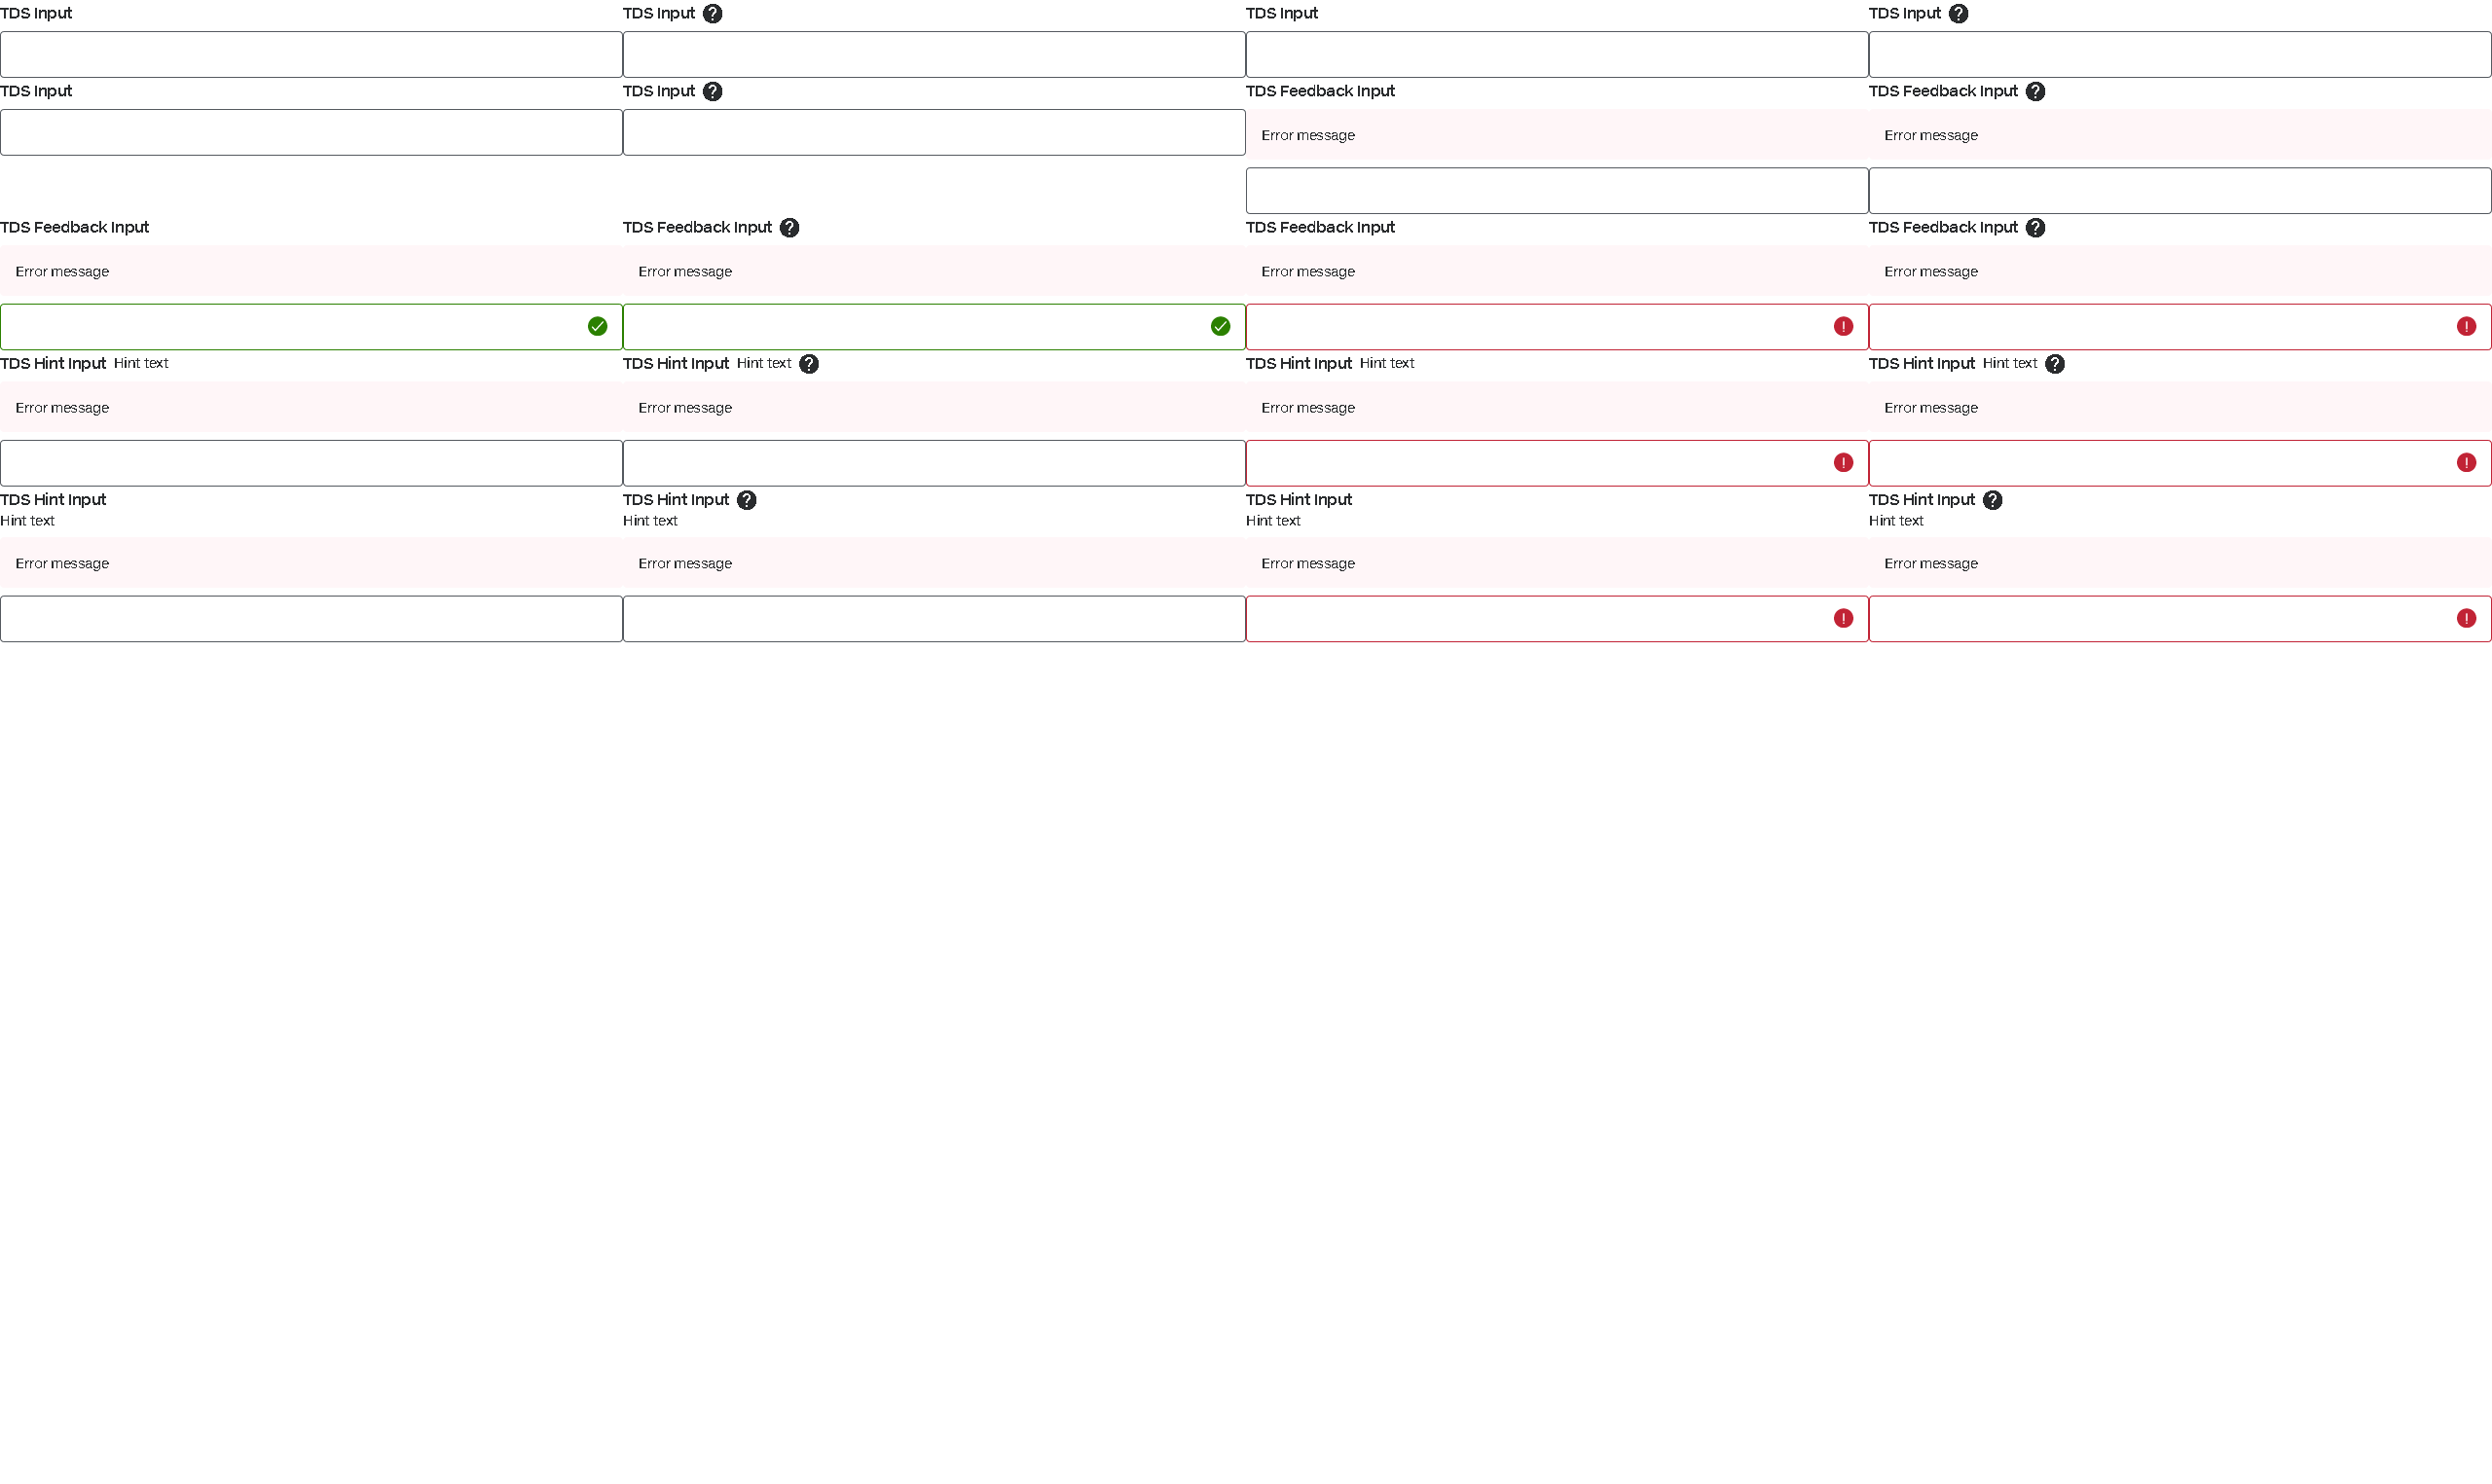 TDS Input
TDS Input ?
TDS Input
TDS Input ?
TDS Input
TDS Input ?
TDS Feedback Input
TDS Feedback Input ?
Error message
Error message
TDS Feedback Input
TDS Feedback Input ?
TDS Feedback Input
TDS Feedback Input ?
Error message
Error message
Error message
Error message
TDS Hint Input Hint text
TDS Hint Input Hint text ?
TDS Hint Input Hint text
TDS Hint Input Hint text ?
Error message
Error message
Error message
Error message
TDS Hint Input
TDS Hint Input ?
TDS Hint Input
TDS Hint Input ?
Hint text
Hint text
Hint text
Hint text
Error message
Error message
Error message
Error message